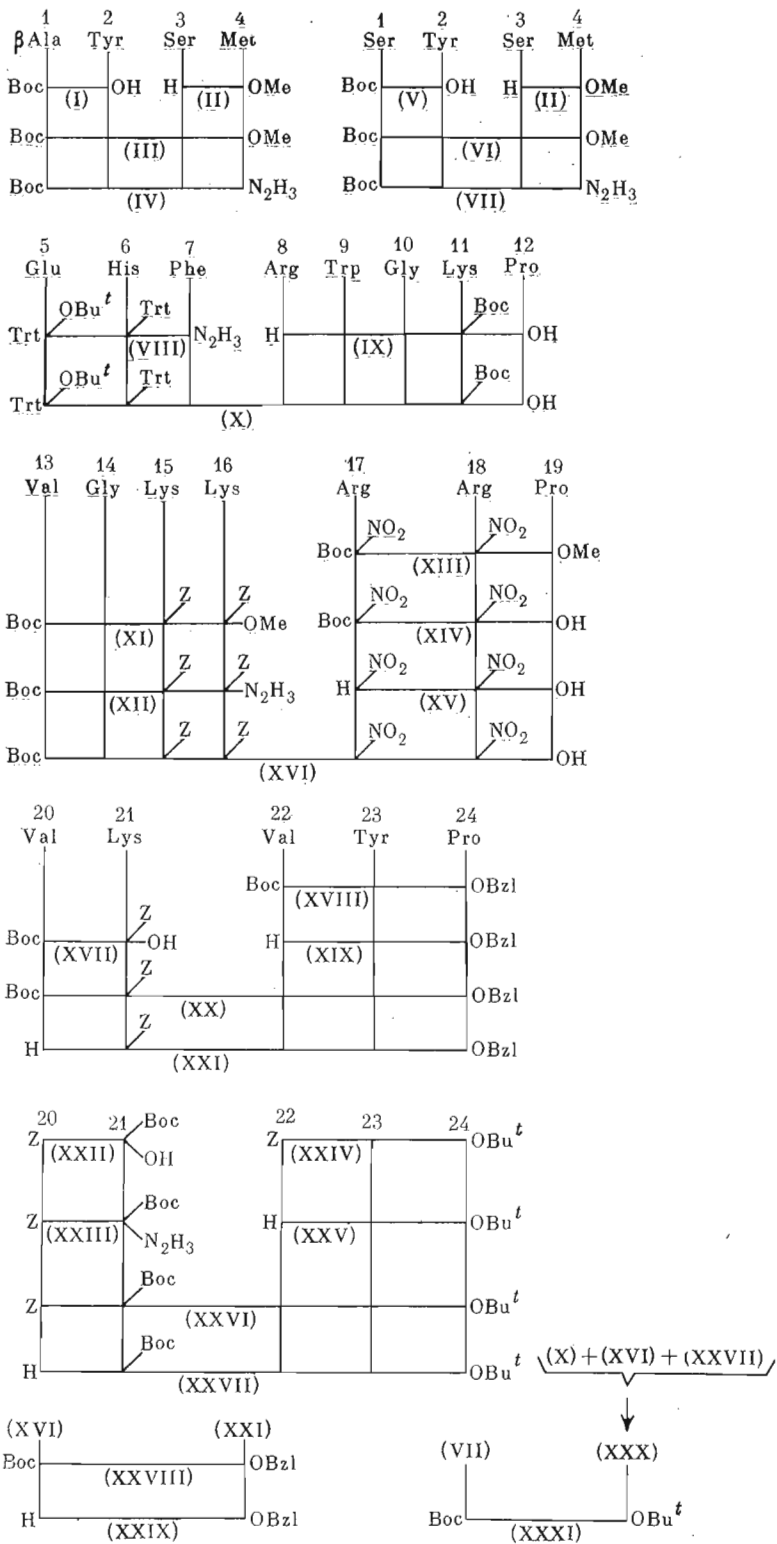 1 2 3 4 1 2 3 4
βAla Tyr Ser Met Ser Tyr Ser Met
Boc (I) OH H (II) OMe Boc (V) OH H (II) OMe
Boc (III) OMe Boc (VI) OMe
Boc (IV) N2H3 Boc (VII) N2H3
5 6 7 8 9 10 11 12
Glu His Phe Arg Trp Gly Lys Pro
OBu^t Trt Boc
Trt (VIII) N2H3 H (IX) OH
OBu^t Trt Boc
Trt (X) OH
13 14 15 16 17 18 19
Val Gly Lys Lys Arg Arg Pro
NO2 NO2
Boc (XIII) OMe
Z Z NO2 NO2
Boc (XI) OMe Boc (XIV) OH
Z Z NO2 NO2
Boc (XII) N2H3 H (XV) OH
Z Z NO2 NO2
Boc (XVI) OH
20 21 22 23 24
Val Lys Val Tyr Pro
Boc (XVIII) OBzl
Z
Boc (XVII) OH H (XIX) OBzl
Z
Boc (XX) OBzl
Z
H (XXI) OBzl
20 21 22 23 24
Boc
Z (XXII) OH Z (XXIV) OBu^t
Boc
Z (XXIII) N2H3 H (XXV) OBu^t
Boc
Z (XXVI) OBu^t
Boc
H (XXVII) OBu^t
(X)+(XVI)+(XXVII)
(XVI) (XXI) (VII) (XXX)
Boc (XXVIII) OBzl
H (XXIX) OBzl Boc (XXXI) OBu^t